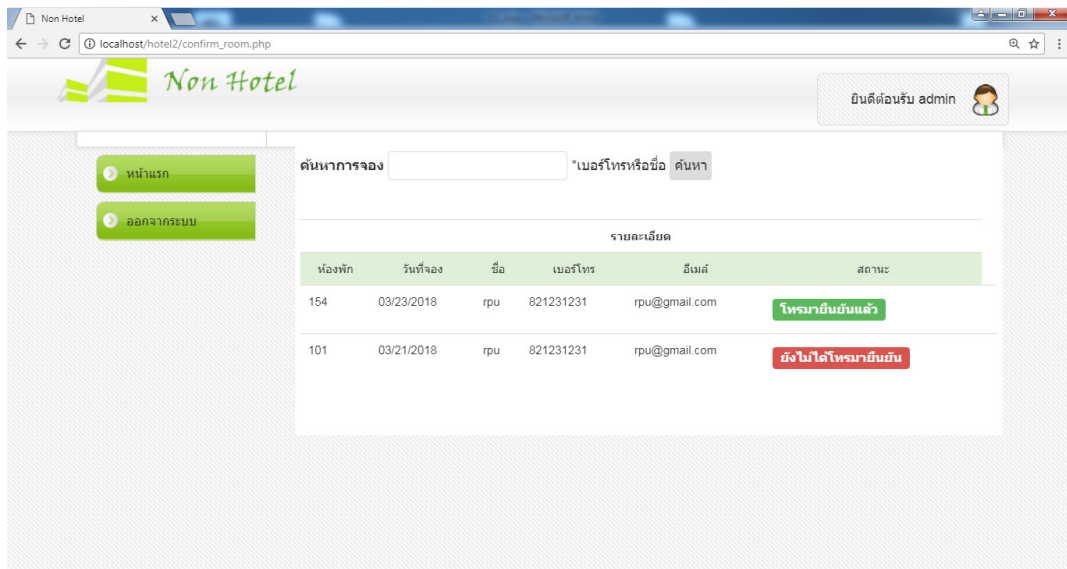 Non Hotel
localhost/hotel2/confirm_room.php
Non Hotel
ยินดีต้อนรับ admin
หน้าแรก
ออกจากระบบ
ค้นหาการจอง *เบอร์โทรหรือชื่อ ค้นหา
รายละเอียด
ห้องพัก วันที่จอง ชื่อ เบอร์โทร อีเมล์ สถานะ
154 03/23/2018 rpu 821231231 rpu@gmail.com โทรมายืนยันแล้ว
101 03/21/2018 rpu 821231231 rpu@gmail.com ยังไม่ได้โทรมายืนยัน